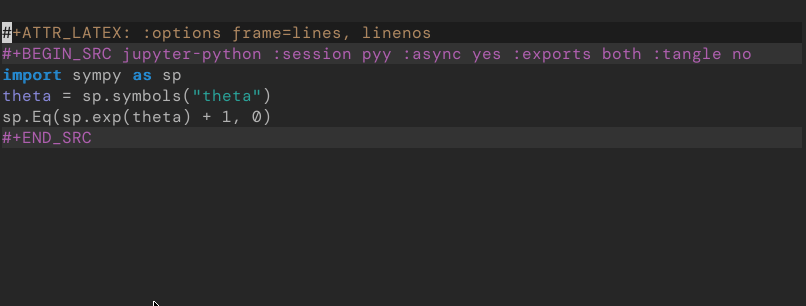 #+ATTR_LATEX: :options frame=lines, linenos
#+BEGIN_SRC jupyter-python :session pyy :async yes :exports both :tangle no
import sympy as sp
theta = sp.symbols("theta")
sp.Eq(sp.exp(theta) + 1, 0)
#+END_SRC